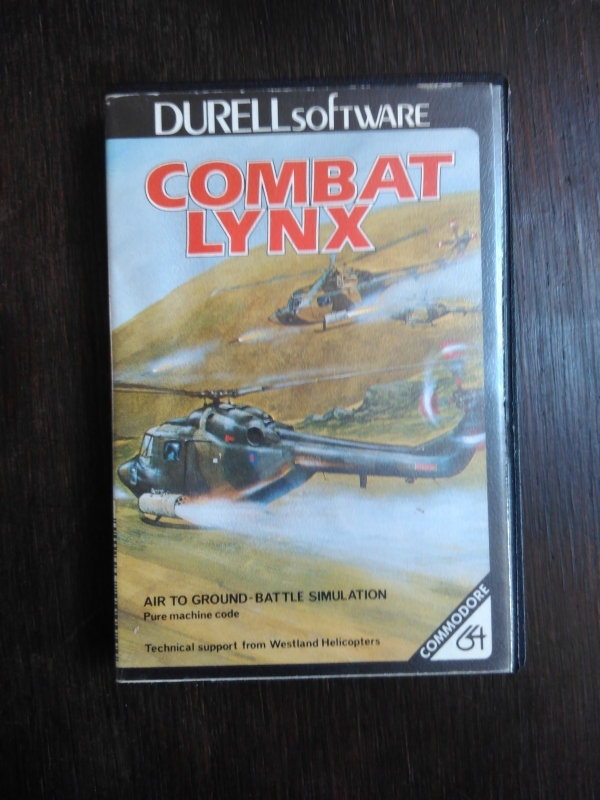 DURELL SOFTWARE
COMBAT
LYNX
AIR TO GROUND-BATTLE SIMULATION
Pure machine code
Technical support from Westland Helicopters
COMMODORE
64